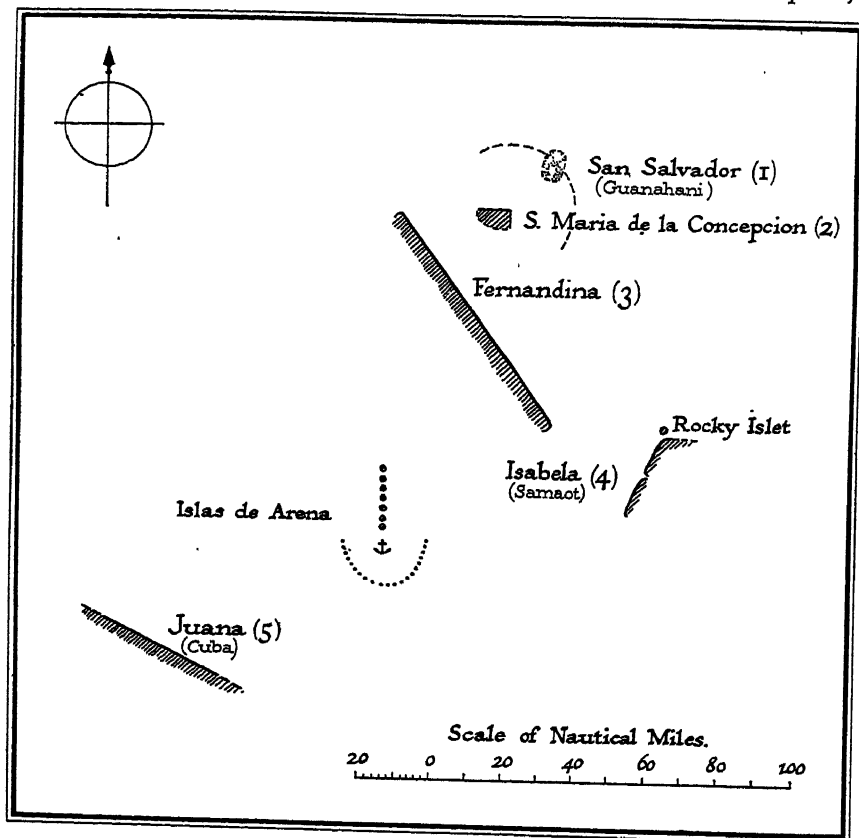 San Salvador (1)
(Guanahani)
S. Maria de la Concepcion (2)
Fernandina (3)
Rocky Islet
Isabela (4)
(Samaot)
Islas de Arena
Juana (5)
(Cuba)
Scale of Nautical Miles.
20 0 20 40 60 80 100